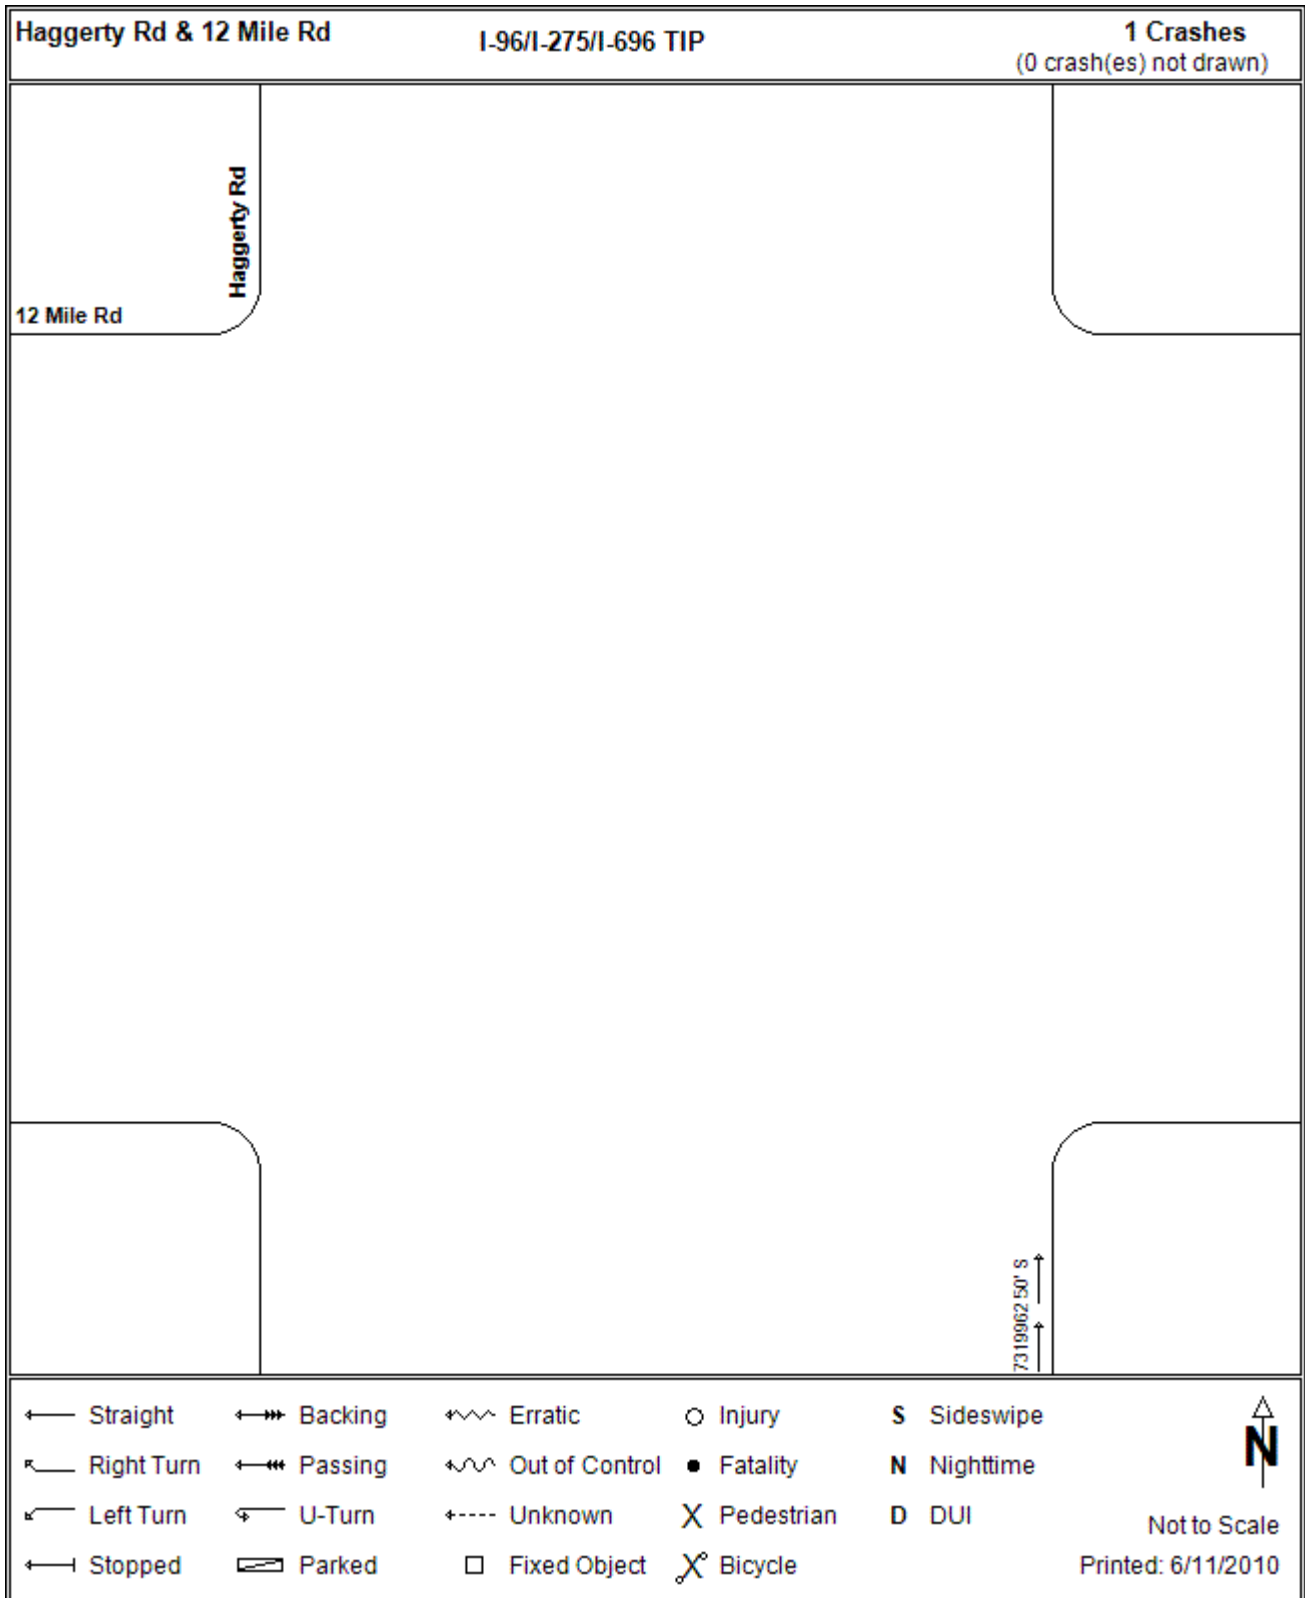 Haggerty Rd & 12 Mile Rd
I-96/I-275/I-696 TIP
1 Crashes
(0 crash(es) not drawn)
Haggerty Rd
12 Mile Rd
7319962 50' S
Straight
Backing
Erratic
Injury
S Sideswipe
Right Turn
Passing
Out of Control
Fatality
N Nighttime
Left Turn
U-Turn
Unknown
Pedestrian
D DUI
Stopped
Parked
Fixed Object
Bicycle
N
Not to Scale
Printed: 6/11/2010